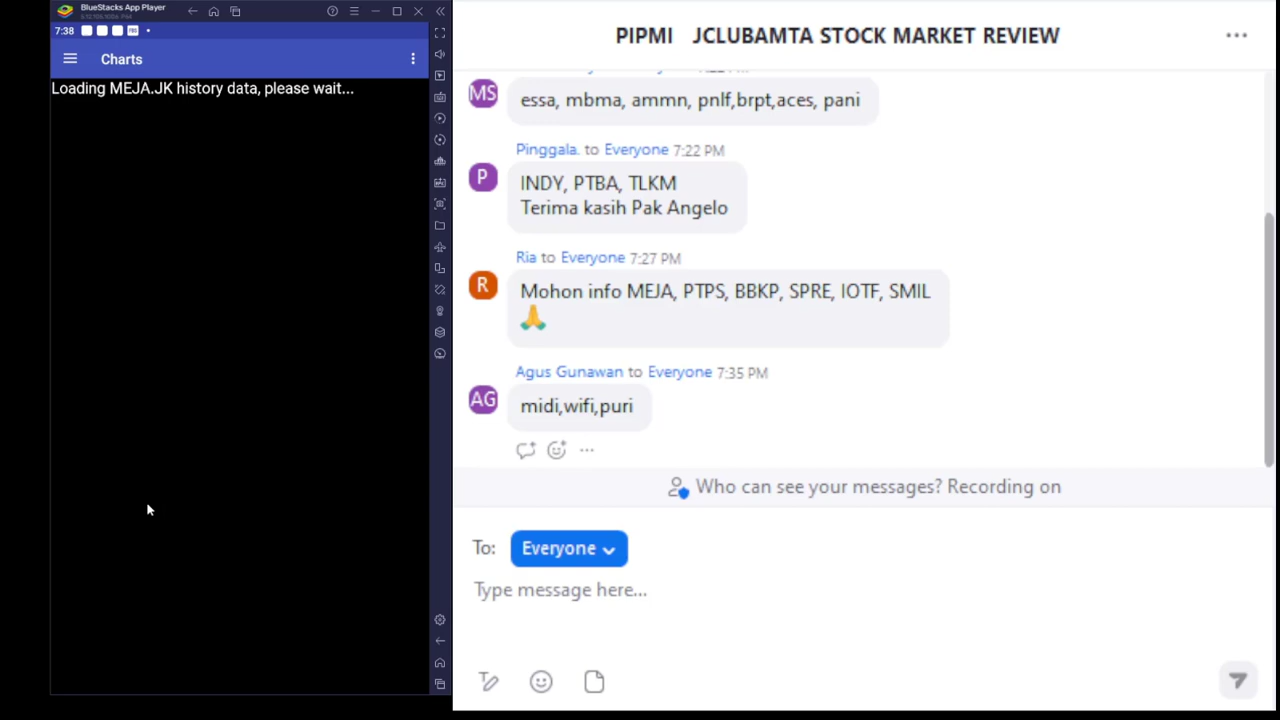 BlueStacks App Player
7:38
Charts
Loading MEJA.JK history data, please wait...
PIPMI JCLUBAMTA STOCK MARKET REVIEW
MS
essa, mbma, ammn, pnlf,brpt,aces, pani
Pinggala. to Everyone 7:22 PM
P
INDY, PTBA, TLKM
Terima kasih Pak Angelo
Ria to Everyone 7:27 PM
R
Mohon info MEJA, PTPS, BBKP, SPRE, IOTF, SMIL
🙏
Agus Gunawan to Everyone 7:35 PM
AG
midi,wifi,puri
Who can see your messages? Recording on
To: Everyone
Type message here...